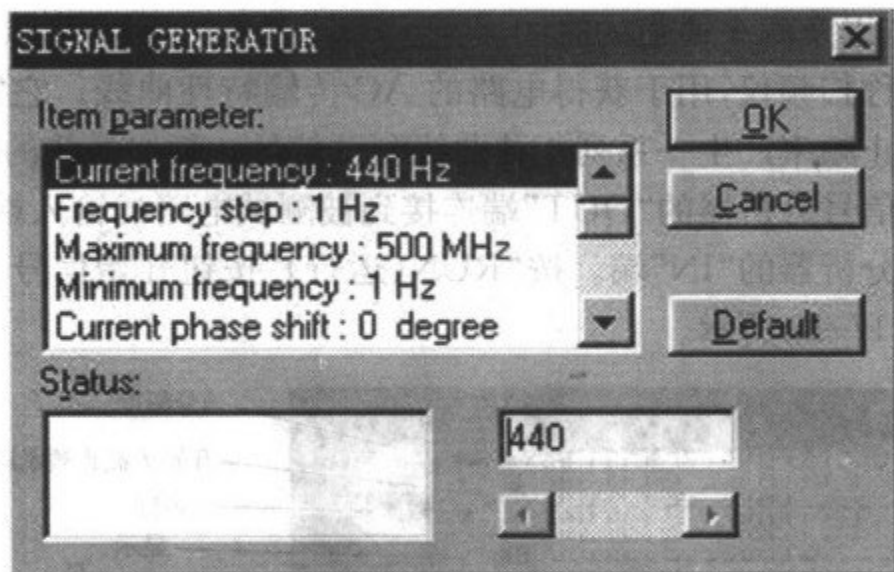 SIGNAL GENERATOR
Item parameter:
Current frequency : 440 Hz
Frequency step : 1 Hz
Maximum frequency : 500 MHz
Minimum frequency : 1 Hz
Current phase shift : 0 degree
OK
Cancel
Default
Status:
440